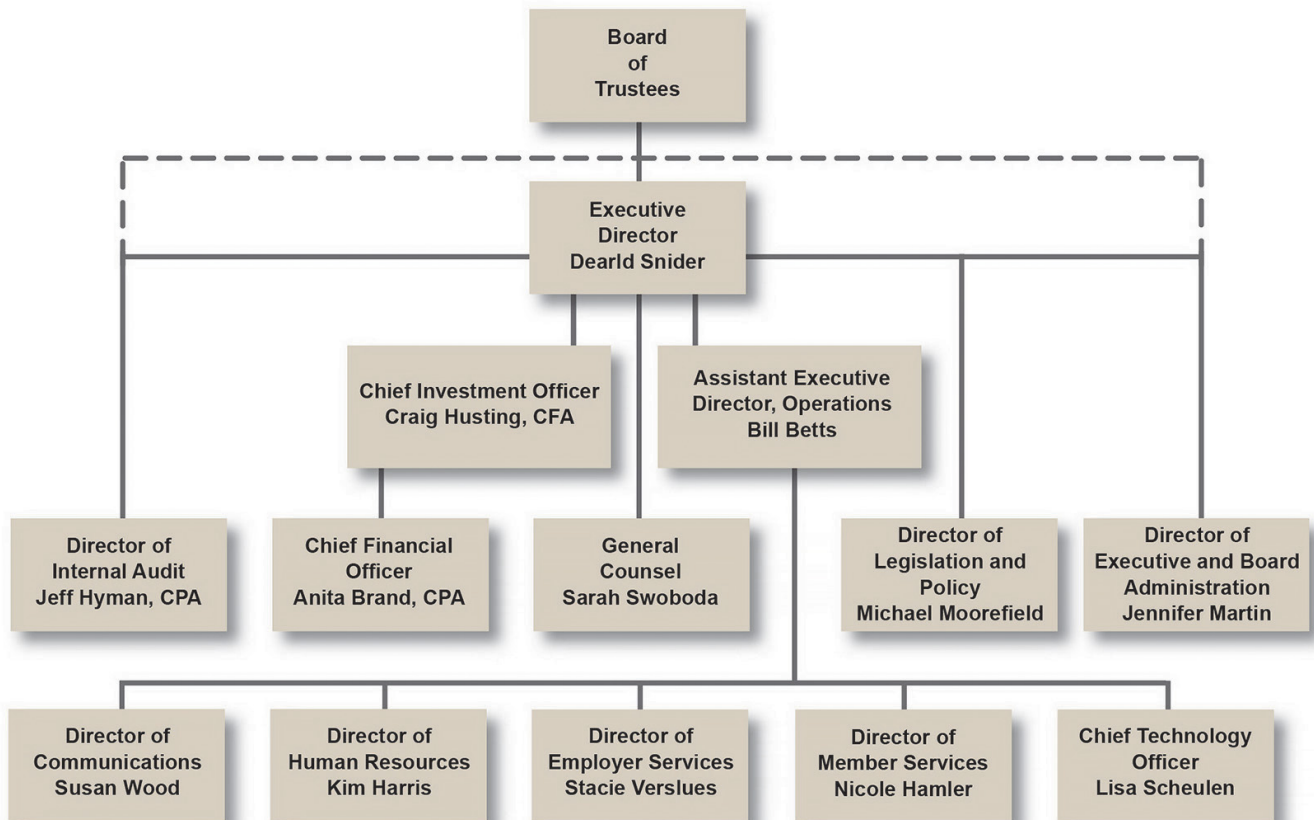 Board
of
Trustees
Executive
Director
Dearld Snider
Chief Investment Officer
Craig Husting, CFA
Assistant Executive
Director, Operations
Bill Betts
Director of
Internal Audit
Jeff Hyman, CPA
Chief Financial
Officer
Anita Brand, CPA
General
Counsel
Sarah Swoboda
Director of
Legislation and
Policy
Michael Moorefield
Director of
Executive and Board
Administration
Jennifer Martin
Director of
Communications
Susan Wood
Director of
Human Resources
Kim Harris
Director of
Employer Services
Stacie Verslues
Director of
Member Services
Nicole Hamler
Chief Technology
Officer
Lisa Scheulen